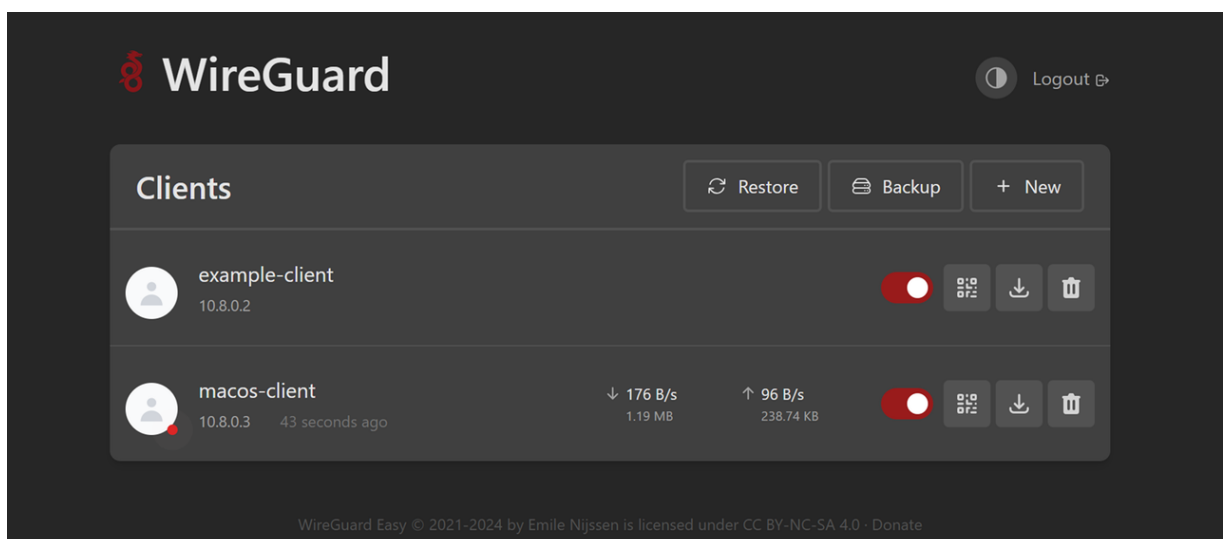 WireGuard
Logout
Clients
Restore
Backup
+ New
example-client
10.8.0.2
macos-client
10.8.0.3 43 seconds ago
↓ 176 B/s
1.19 MB
↑ 96 B/s
238.74 KB
WireGuard Easy © 2021-2024 by Emile Nijssen is licensed under CC BY-NC-SA 4.0 · Donate